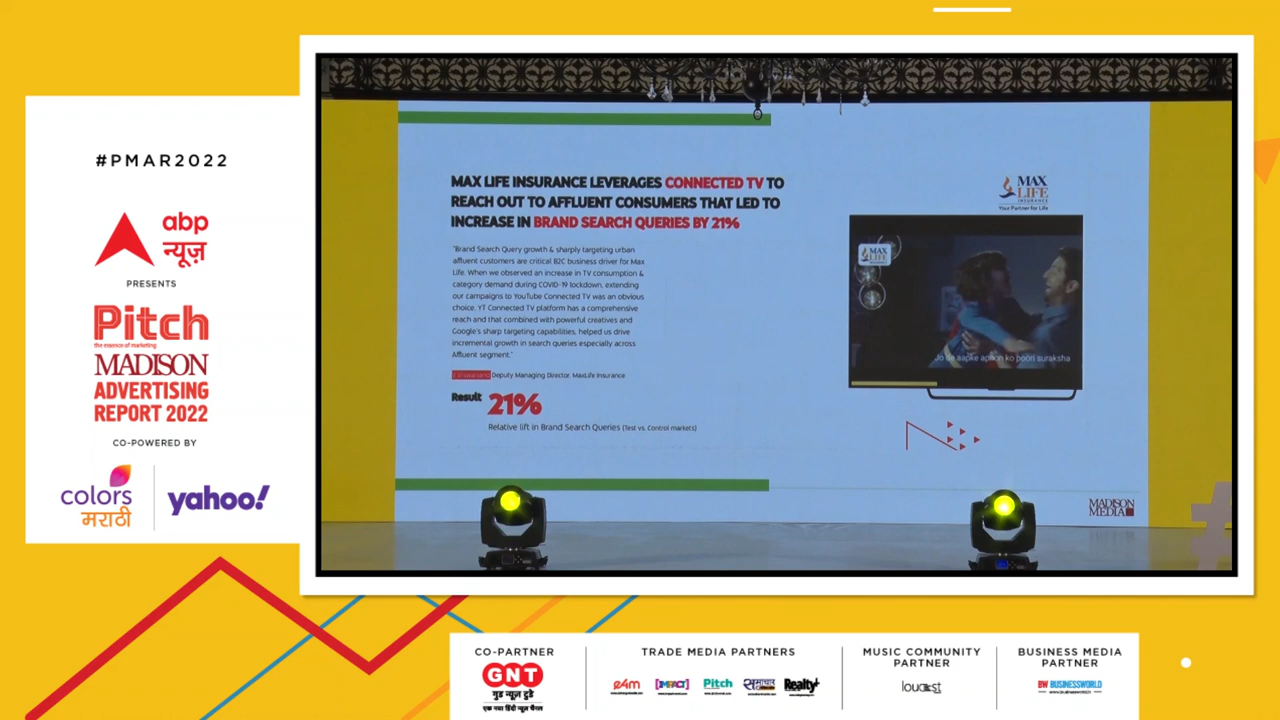 #PMAR2022
abp
न्यूज़
PRESENTS
Pitch
the essence of marketing
MADISON
ADVERTISING
REPORT 2022
CO-POWERED BY
colors
मराठी
yahoo!
MAX LIFE INSURANCE LEVERAGES CONNECTED TV TO
REACH OUT TO AFFLUENT CONSUMERS THAT LED TO
INCREASE IN BRAND SEARCH QUERIES BY 21%
"Brand Search Query growth & sharply targeting urban
affluent customers are critical B2C business driver for Max
Life. When we observed an increase in TV consumption &
category demand during COVID-19 lockdown, extending
our campaigns to YouTube Connected TV was an obvious
choice. YT Connected TV platform has a comprehensive
reach and that combined with powerful creatives and
Google's sharp targeting capabilities, helped us drive
incremental growth in search queries especially across
Affluent segment."
Deputy Managing Director, MaxLife Insurance
Result
21%
Relative lift in Brand Search Queries (Test vs. Control markets)
MAX
LIFE
INSURANCE
Your Partner for Life
MAX
LIFE
Jo de aapke apnon ko poori suraksha
MADISON
MEDIA
CO-PARTNER
GNT
गुड न्यूज़ टुडे
एक नया हिंदी न्यूज़ चैनल
TRADE MEDIA PARTNERS
e4m
[IMPACT]
Pitch
समाचार
Realty+
MUSIC COMMUNITY
PARTNER
BUSINESS MEDIA
PARTNER
BW BUSINESSWORLD